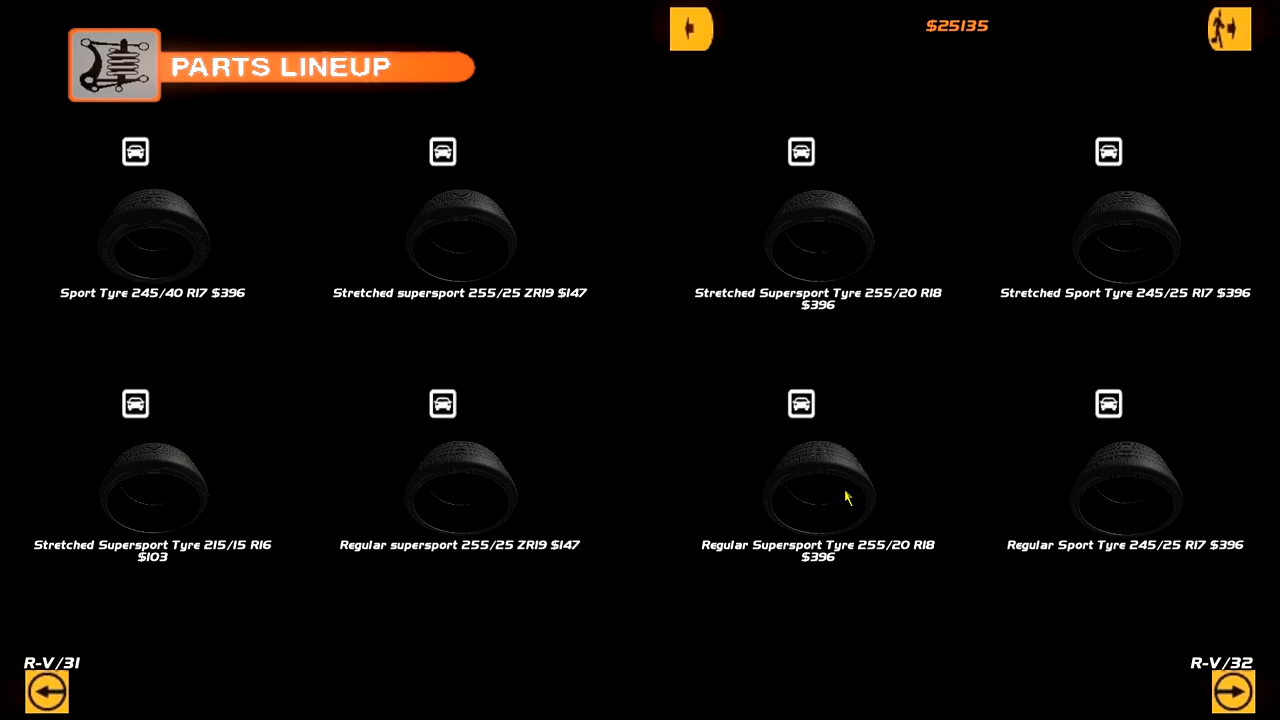 $25135
PARTS LINEUP
Sport Tyre 245/40 R17 $396
Stretched supersport 255/25 ZR19 $147
Stretched Supersport Tyre 255/20 R18
$396
Stretched Sport Tyre 245/25 R17 $396
Stretched Supersport Tyre 215/15 R16
$103
Regular supersport 255/25 ZR19 $147
Regular Supersport Tyre 255/20 R18
$396
Regular Sport Tyre 245/25 R17 $396
R-V/31
R-V/32